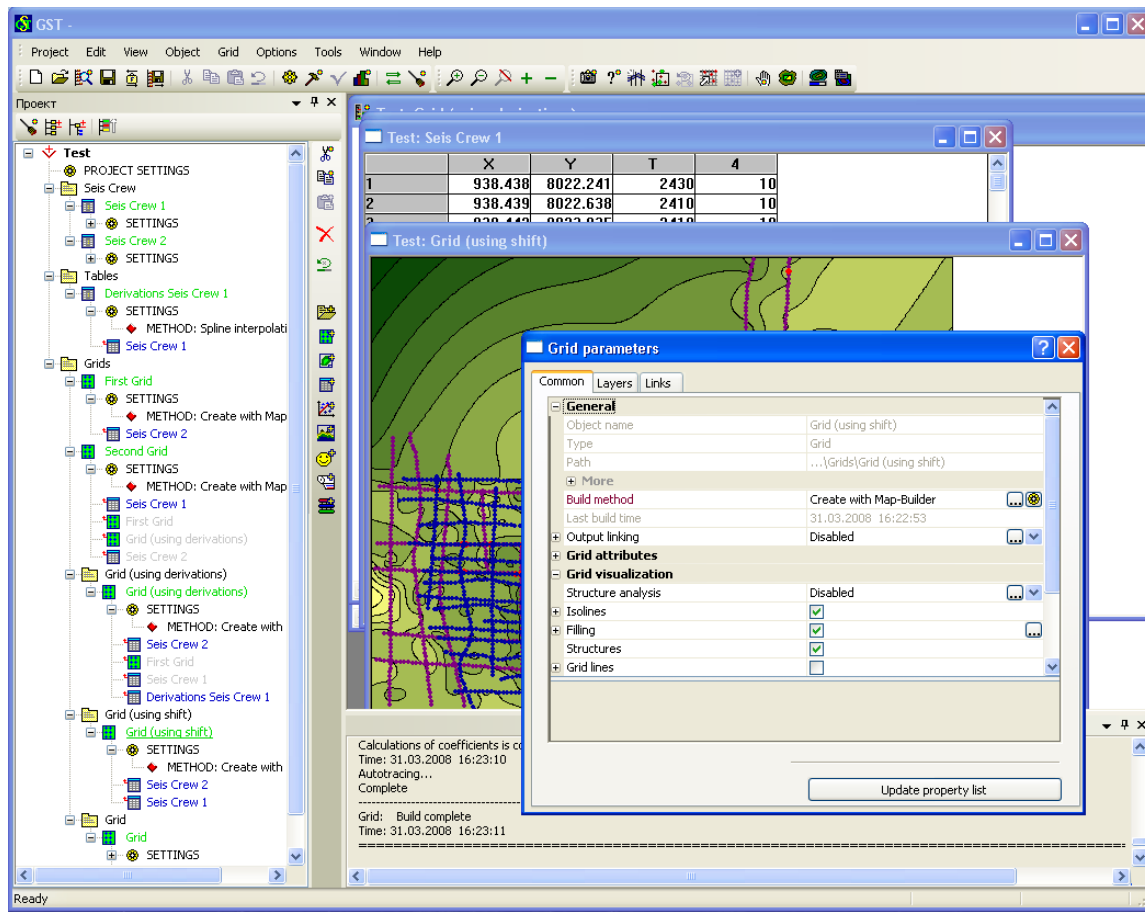 GST -
Project Edit View Object Grid Options Tools Window Help
Проект
Test
PROJECT SETTINGS
Seis Crew
Seis Crew 1
SETTINGS
Seis Crew 2
SETTINGS
Tables
Derivations Seis Crew 1
SETTINGS
METHOD: Spline interpolati
Seis Crew 1
Grids
First Grid
SETTINGS
METHOD: Create with Map
Seis Crew 2
Second Grid
SETTINGS
METHOD: Create with Map
Seis Crew 1
First Grid
Grid (using derivations)
Seis Crew 2
Grid (using derivations)
Grid (using derivations)
SETTINGS
METHOD: Create with
Seis Crew 2
First Grid
Seis Crew 1
Derivations Seis Crew 1
Grid (using shift)
Grid (using shift)
SETTINGS
METHOD: Create with
Seis Crew 2
Seis Crew 1
Grid
Grid
SETTINGS
Test: Seis Crew 1
X Y T 4
1 938.438 8022.241 2430 10
2 938.439 8022.638 2410 10
Test: Grid (using shift)
Grid parameters
Common Layers Links
General
Object name Grid (using shift)
Type Grid
Path ...\Grids\Grid (using shift)
More
Build method Create with Map-Builder
Last build time 31.03.2008 16:22:53
Output linking Disabled
Grid attributes
Grid visualization
Structure analysis Disabled
Isolines
Filling
Structures
Grid lines
Update property list
Calculations of coefficients is co
Time: 31.03.2008 16:23:10
Autotracing...
Complete
Grid: Build complete
Time: 31.03.2008 16:23:11
Ready